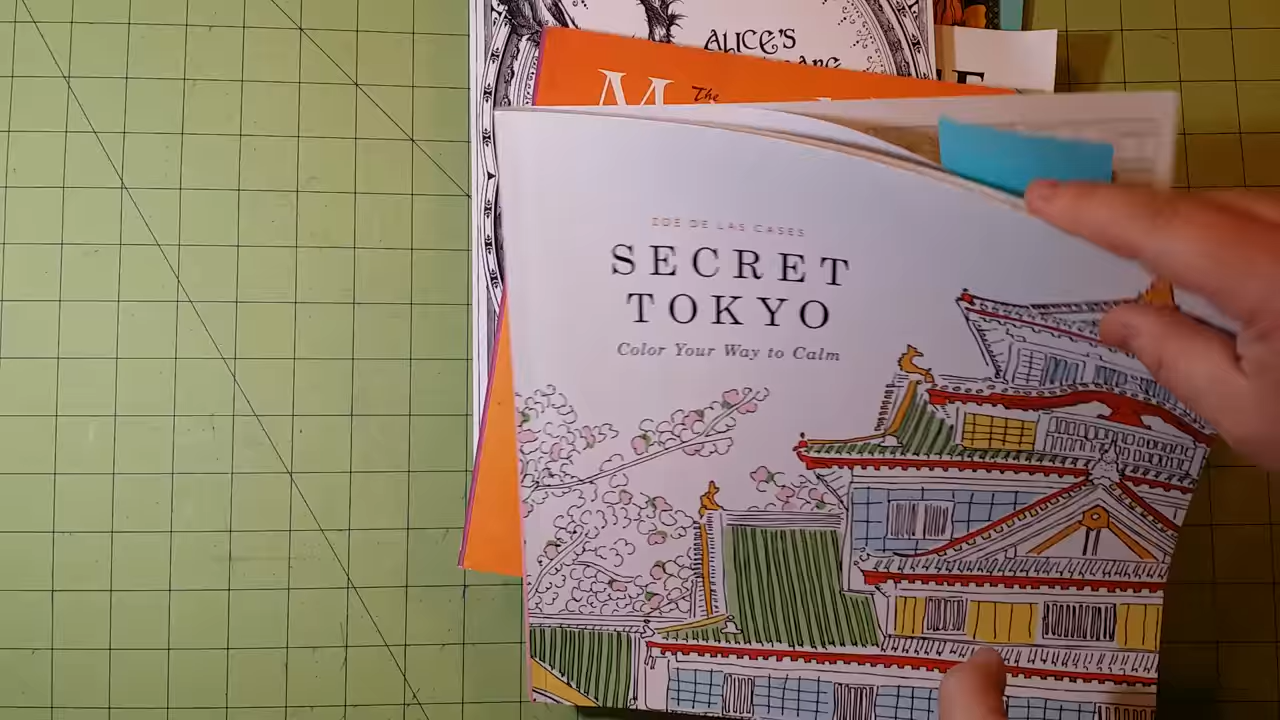 ALICE'S
The
M
E
ZOE DE LAS CASES
SECRET
TOKYO
Color Your Way to Calm